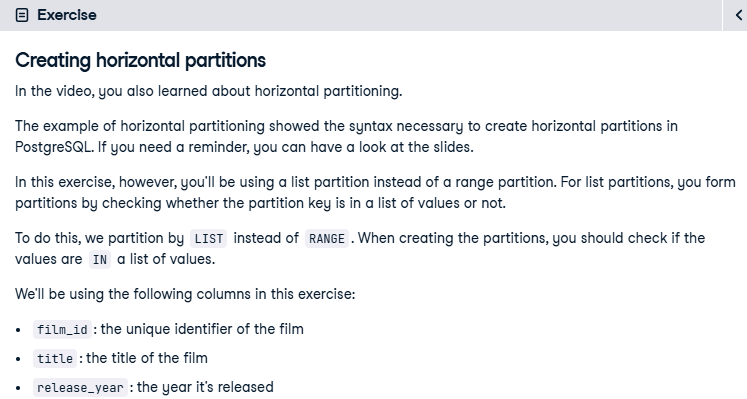 Exercise
Creating horizontal partitions
In the video, you also learned about horizontal partitioning.
The example of horizontal partitioning showed the syntax necessary to create horizontal partitions in
PostgreSQL. If you need a reminder, you can have a look at the slides.
In this exercise, however, you'll be using a list partition instead of a range partition. For list partitions, you form
partitions by checking whether the partition key is in a list of values or not.
To do this, we partition by LIST instead of RANGE. When creating the partitions, you should check if the
values are IN a list of values.
We'll be using the following columns in this exercise:
• film_id: the unique identifier of the film
• title: the title of the film
• release_year: the year it's released